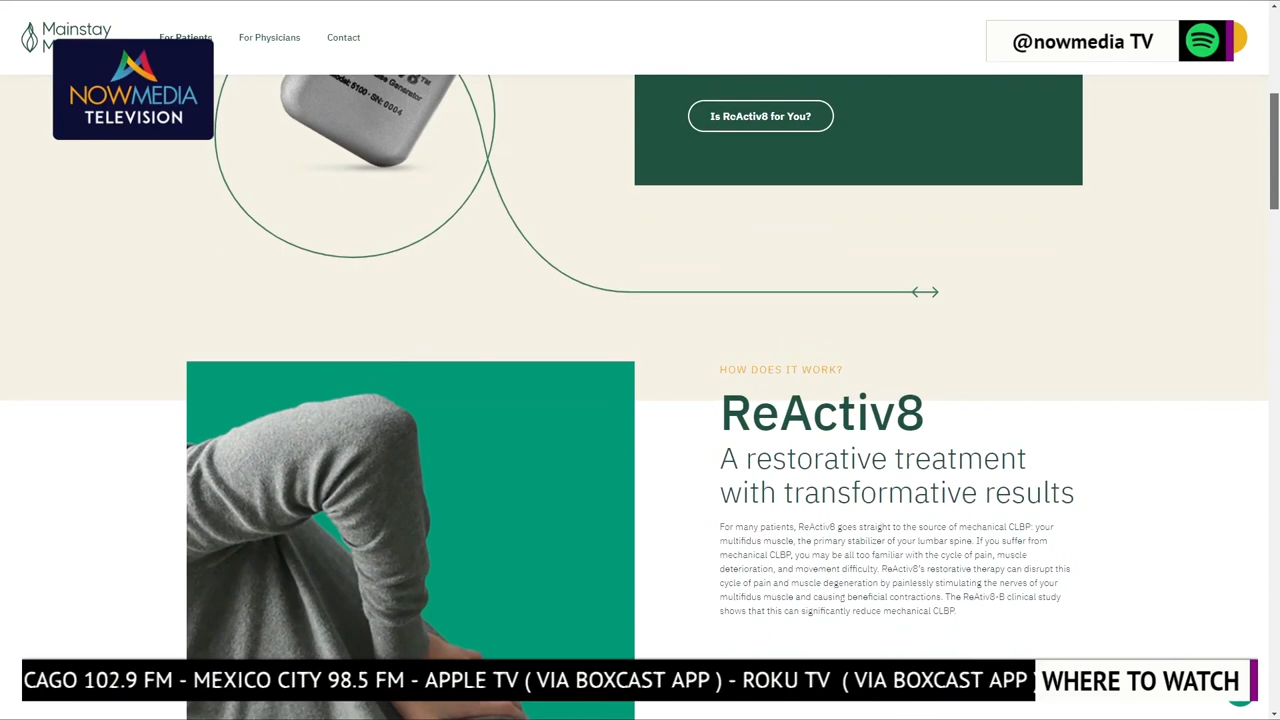 Mainstay
For Patients
For Physicians
Contact
@nowmedia TV
NOWMEDIA
TELEVISION
Model: 5100 · SN: 0004
Is ReActiv8 for You?
HOW DOES IT WORK?
ReActiv8
A restorative treatment
with transformative results
For many patients, ReActiv8 goes straight to the source of mechanical CLBP: your
multifidus muscle, the primary stabilizer of your lumbar spine. If you suffer from
mechanical CLBP, you may be all too familiar with the cycle of pain, muscle
deterioration, and movement difficulty. ReActiv8's restorative therapy can disrupt this
cycle of pain and muscle degeneration by painlessly stimulating the nerves of your
multifidus muscle and causing beneficial contractions. The ReAtiv8-B clinical study
shows that this can significantly reduce mechanical CLBP.
CAGO 102.9 FM - MEXICO CITY 98.5 FM - APPLE TV ( VIA BOXCAST APP ) - ROKU TV ( VIA BOXCAST APP )
WHERE TO WATCH